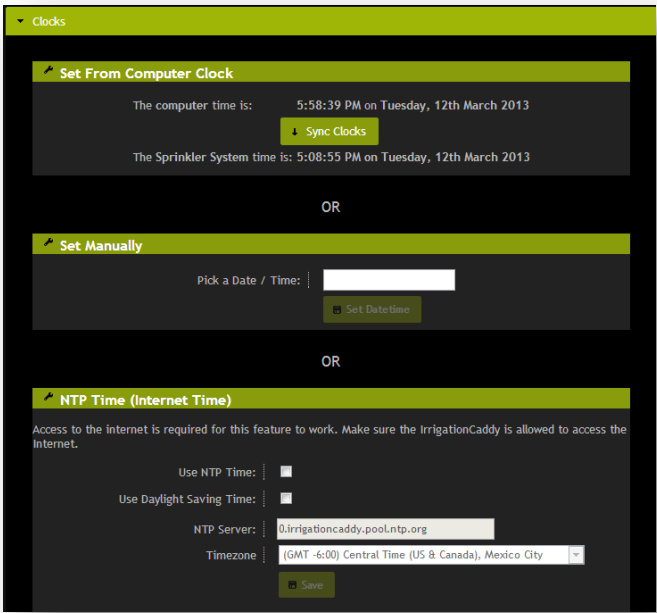 Clocks
Set From Computer Clock
The computer time is: 5:58:39 PM on Tuesday, 12th March 2013
Sync Clocks
The Sprinkler System time is: 5:08:55 PM on Tuesday, 12th March 2013
OR
Set Manually
Pick a Date / Time:
Set Datetime
OR
NTP Time (Internet Time)
Access to the internet is required for this feature to work. Make sure the IrrigationCaddy is allowed to access the
Internet.
Use NTP Time:
Use Daylight Saving Time:
NTP Server: 0.irrigationcaddy.pool.ntp.org
Timezone (GMT -6:00) Central Time (US & Canada), Mexico City
Save